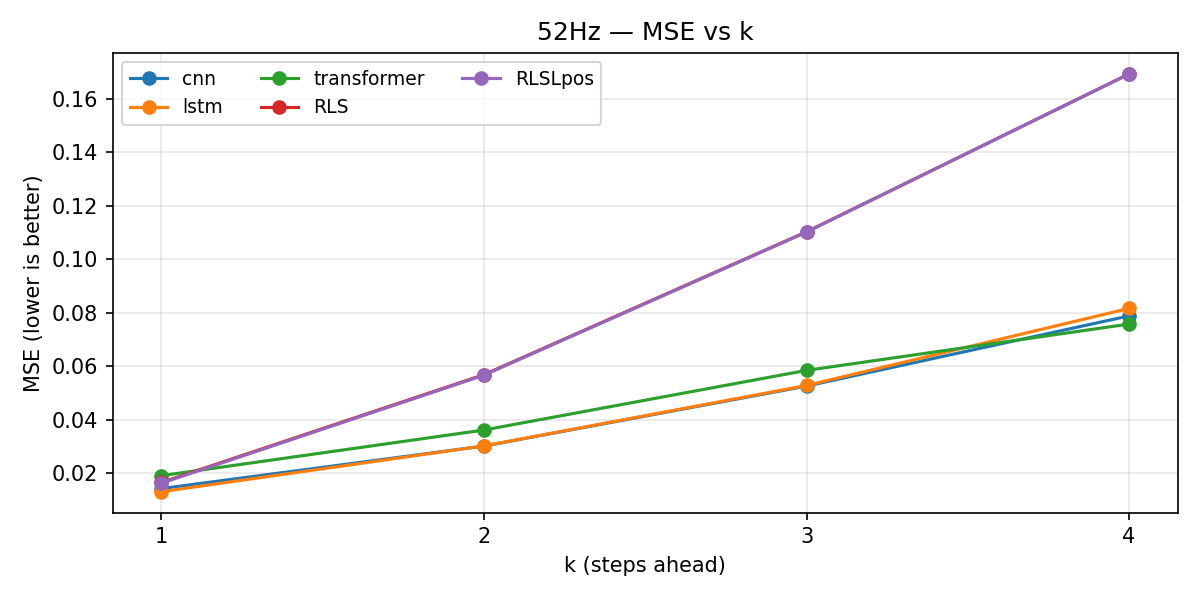 52Hz — MSE vs k
cnn
lstm
transformer
RLS
RLSLpos
MSE (lower is better)
0.16
0.14
0.12
0.10
0.08
0.06
0.04
0.02
1 2 3 4
k (steps ahead)